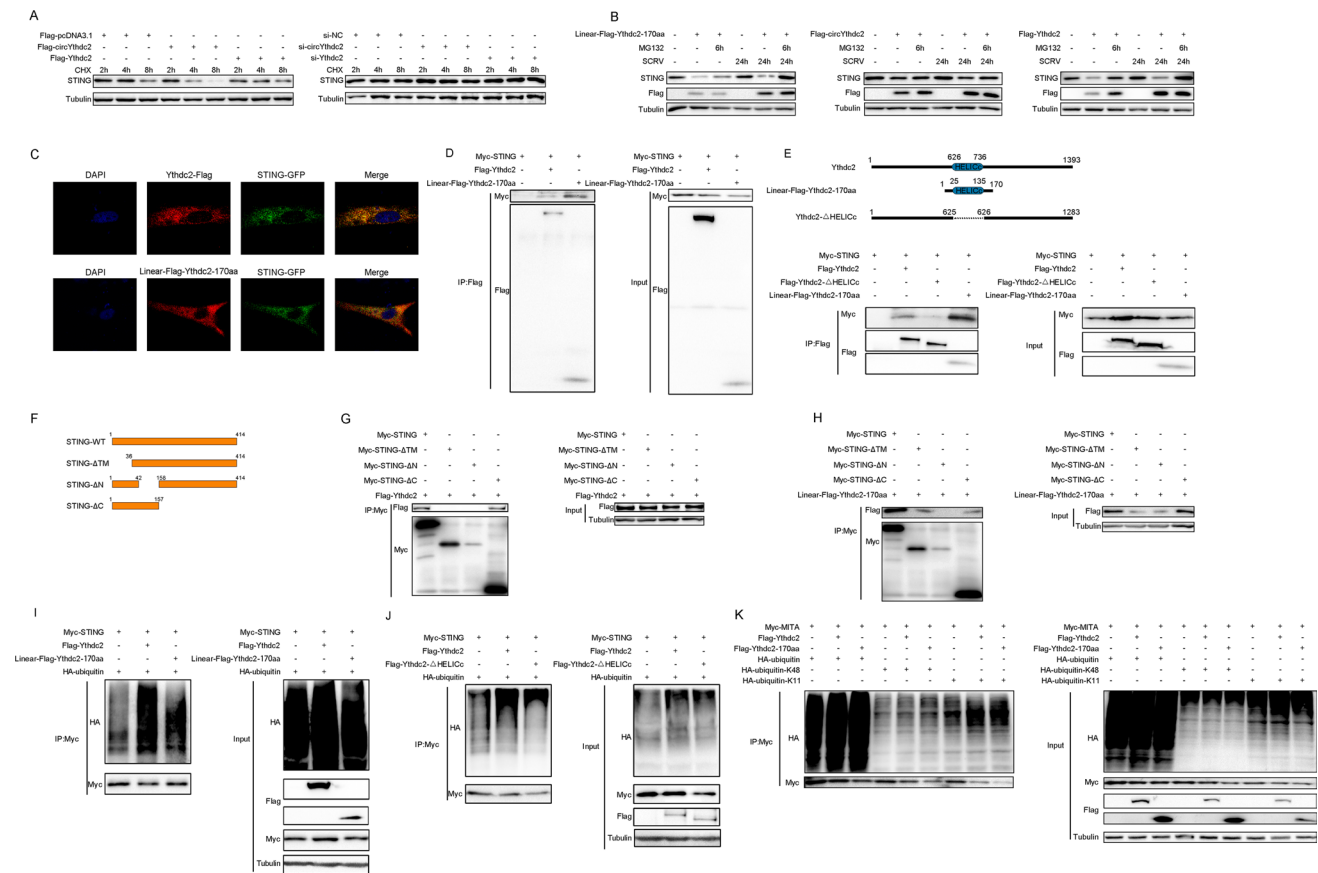 A
Flag-pcDNA3.1 + + + - - - - - -
Flag-circYthdc2 - - - + + + - - -
Flag-Ythdc2 - - - - - - + + +
CHX 2h 4h 8h 2h 4h 8h 2h 4h 8h
STING
Tubulin
si-NC + + + - - - - - -
si-circYthdc2 - - - + + + - - -
si-Ythdc2 - - - - - - + + +
CHX 2h 4h 8h 2h 4h 8h 2h 4h 8h
STING
Tubulin
B
Linear-Flag-Ythdc2-170aa - + + - + +
MG132 - - 6h - - 6h
SCRV - - - 24h 24h 24h
STING
Flag
Tubulin
Flag-circYthdc2 - + + - + +
MG132 - - 6h - - 6h
SCRV - - - 24h 24h 24h
STING
Flag
Tubulin
Flag-Ythdc2 - + + - + +
MG132 - - 6h - - 6h
SCRV - - - 24h 24h 24h
STING
Flag
Tubulin
C
DAPI Ythdc2-Flag STING-GFP Merge
DAPI Linear-Flag-Ythdc2-170aa STING-GFP Merge
D
Myc-STING + + +
Flag-Ythdc2 - + -
Linear-Flag-Ythdc2-170aa - - +
Myc
IP:Flag
Flag
Myc-STING + + +
Flag-Ythdc2 - + -
Linear-Flag-Ythdc2-170aa - - +
Myc
Input
Flag
E
1 626 736 1393
Ythdc2 HELICc
1 25 135 170
Linear-Flag-Ythdc2-170aa HELICc
1 625 626 1283
Ythdc2-△HELICc
Myc-STING + + + +
Flag-Ythdc2 - + - -
Flag-Ythdc2-△HELICc - - + -
Linear-Flag-Ythdc2-170aa - - - +
Myc
IP:Flag
Flag
Myc-STING + + + +
Flag-Ythdc2 - + - -
Flag-Ythdc2-△HELICc - - + -
Linear-Flag-Ythdc2-170aa - - - +
Myc
Input
Flag
F
1 414
STING-WT
38 414
STING-ΔTM
1 42 158 414
STING-ΔN
1 157
STING-ΔC
G
Myc-STING + - - -
Myc-STING-ΔTM - + - -
Myc-STING-ΔN - - + -
Myc-STING-ΔC - - - +
Flag-Ythdc2 + + + +
IP:Myc
Flag
Myc
Myc-STING + - - -
Myc-STING-ΔTM - + - -
Myc-STING-ΔN - - + -
Myc-STING-ΔC - - - +
Flag-Ythdc2 + + + +
Input
Flag
Tubulin
H
Myc-STING + - - -
Myc-STING-ΔTM - + - -
Myc-STING-ΔN - - + -
Myc-STING-ΔC - - - +
Linear-Flag-Ythdc2-170aa + + + +
Flag
IP:Myc
Myc
Myc-STING + - - -
Myc-STING-ΔTM - + - -
Myc-STING-ΔN - - + -
Myc-STING-ΔC - - - +
Linear-Flag-Ythdc2-170aa + + + +
Input
Flag
Tubulin
I
Myc-STING + + +
Flag-Ythdc2 - + -
Linear-Flag-Ythdc2-170aa - - +
HA-ubiquitin + + +
HA
IP:Myc
Myc
Myc-STING + + +
Flag-Ythdc2 - + -
Linear-Flag-Ythdc2-170aa - - +
HA-ubiquitin + + +
HA
Input
Flag
Myc
Tubulin
J
Myc-STING + + +
Flag-Ythdc2 - + -
Flag-Ythdc2-△HELICc - - +
HA-ubiquitin + + +
HA
IP:Myc
Myc
Myc-STING + + +
Flag-Ythdc2 - + -
Flag-Ythdc2-△HELICc - - +
HA-ubiquitin + + +
HA
Input
Myc
Flag
Tubulin
K
Myc-MITA + + + + + + + + +
Flag-Ythdc2 - + - - + - - + -
Flag-Ythdc2-170aa - - + - - + - - +
HA-ubiquitin + + + - - - - - -
HA-ubiquitin-K48 - - - + + + - - -
HA-ubiquitin-K11 - - - - - - + + +
HA
IP:Myc
Myc
Myc-MITA + + + + + + + + +
Flag-Ythdc2 - + - - + - - + -
Flag-Ythdc2-170aa - - + - - + - - +
HA-ubiquitin + + + - - - - - -
HA-ubiquitin-K48 - - - + + + - - -
HA-ubiquitin-K11 - - - - - - + + +
HA
Input
Myc
Flag
Tubulin